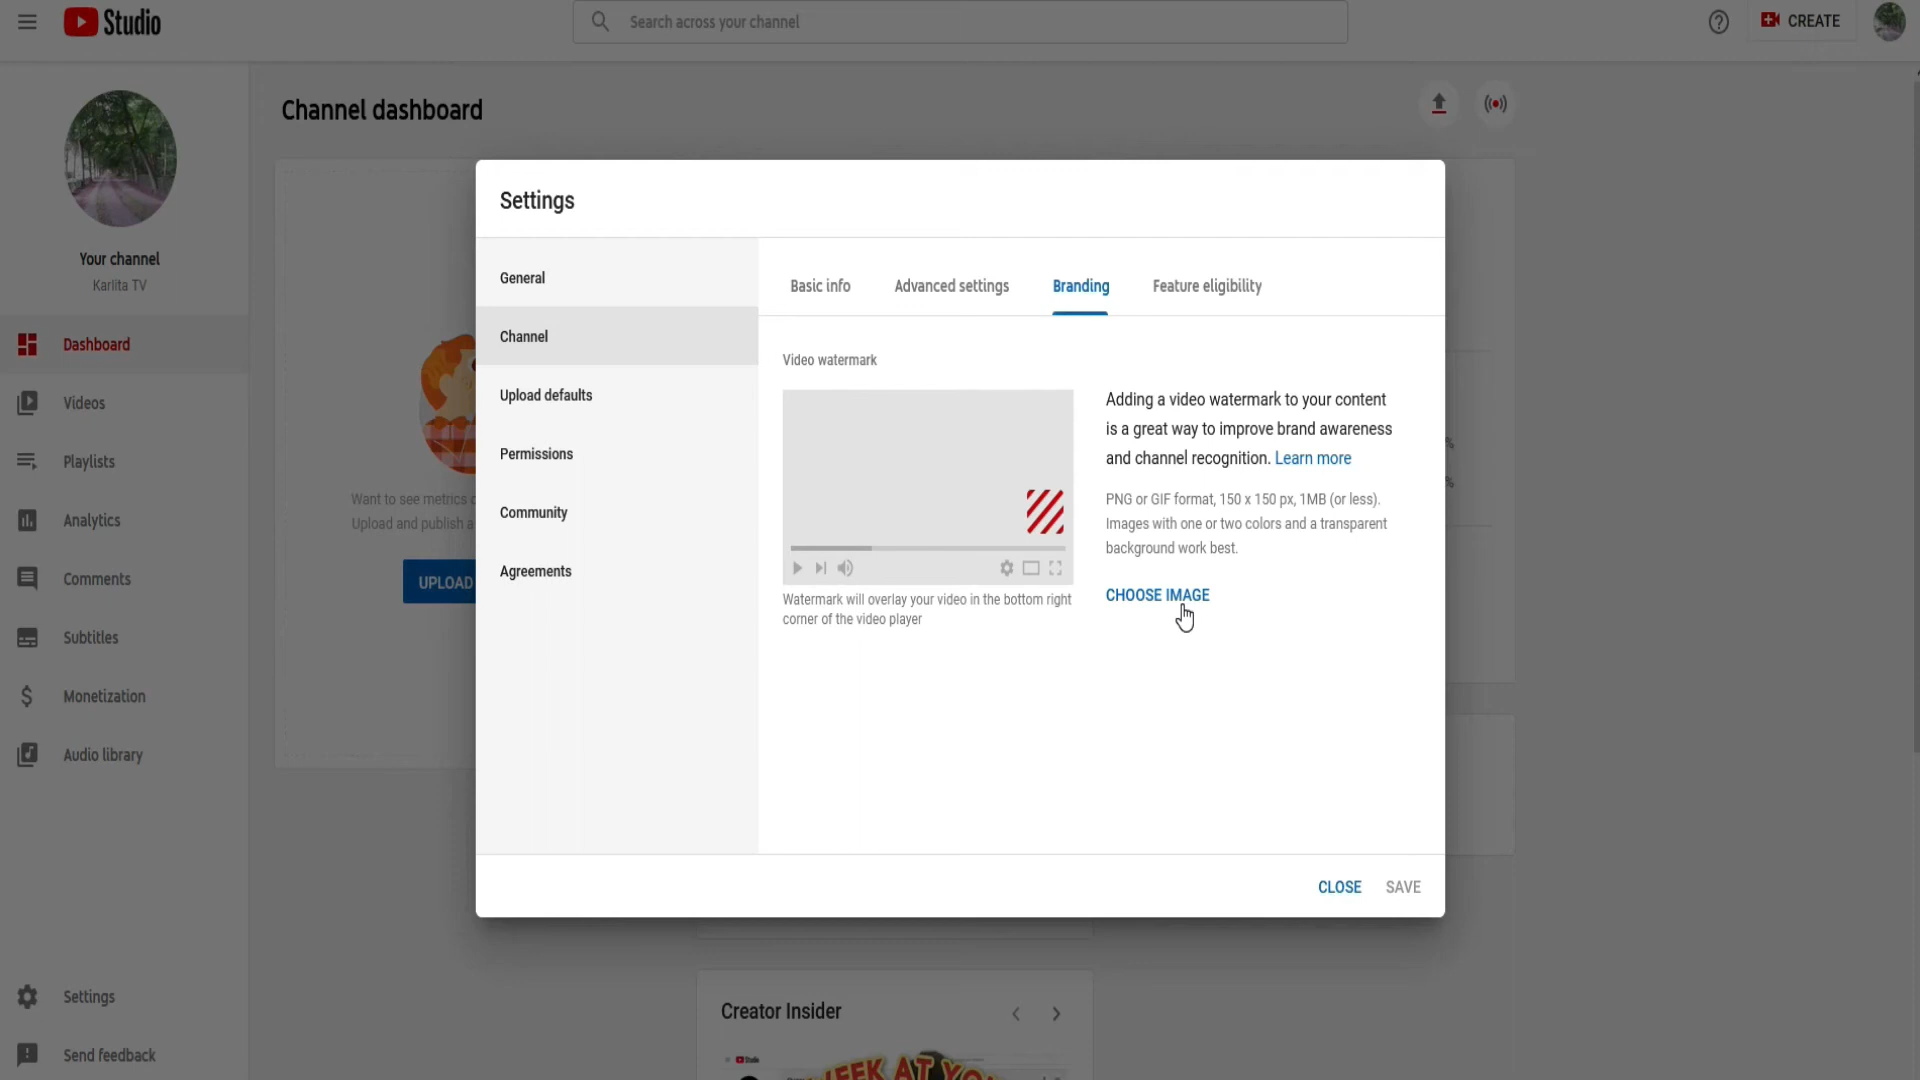 Studio
Search across your channel
CREATE
Channel dashboard
Your channel
Karlita TV
Dashboard
Videos
Playlists
Analytics
Comments
Subtitles
Monetization
Audio library
Settings
Send feedback
Want to see metrics
Upload and publish a
UPLOAD
Settings
General
Channel
Upload defaults
Permissions
Community
Agreements
Basic info
Advanced settings
Branding
Feature eligibility
Video watermark
Watermark will overlay your video in the bottom right
corner of the video player
Adding a video watermark to your content
is a great way to improve brand awareness
and channel recognition. Learn more
PNG or GIF format, 150 x 150 px, 1MB (or less).
Images with one or two colors and a transparent
background work best.
CHOOSE IMAGE
CLOSE
SAVE
Creator Insider
Studio
WEEK AT YO